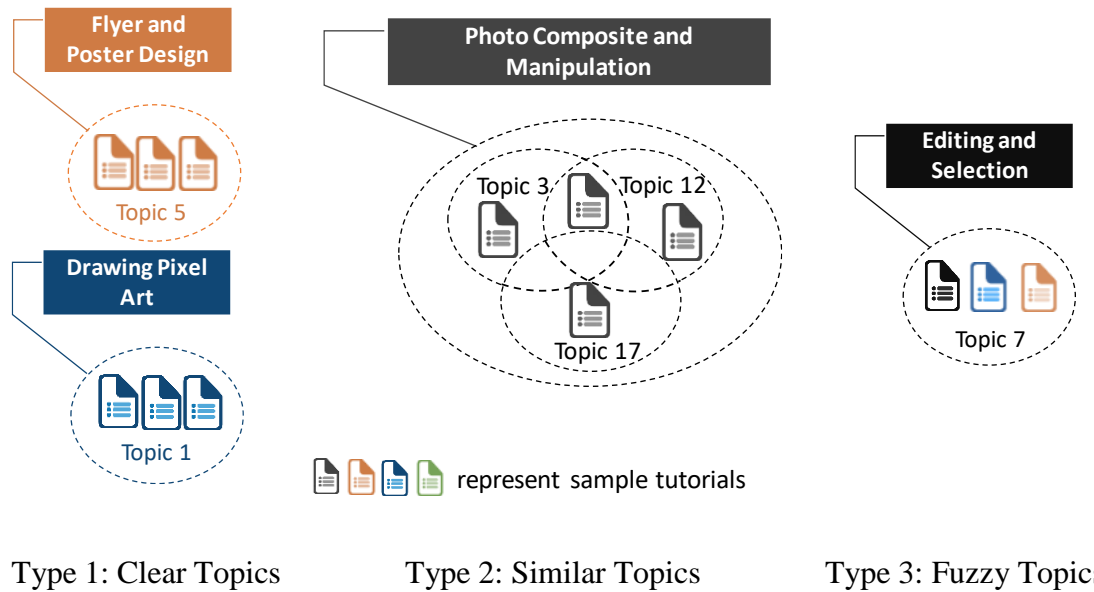 Flyer and
Poster Design
Topic 5
Drawing Pixel
Art
Topic 1
Photo Composite and
Manipulation
Topic 3
Topic 12
Topic 17
Editing and
Selection
Topic 7
represent sample tutorials
Type 1: Clear Topics
Type 2: Similar Topics
Type 3: Fuzzy Topics